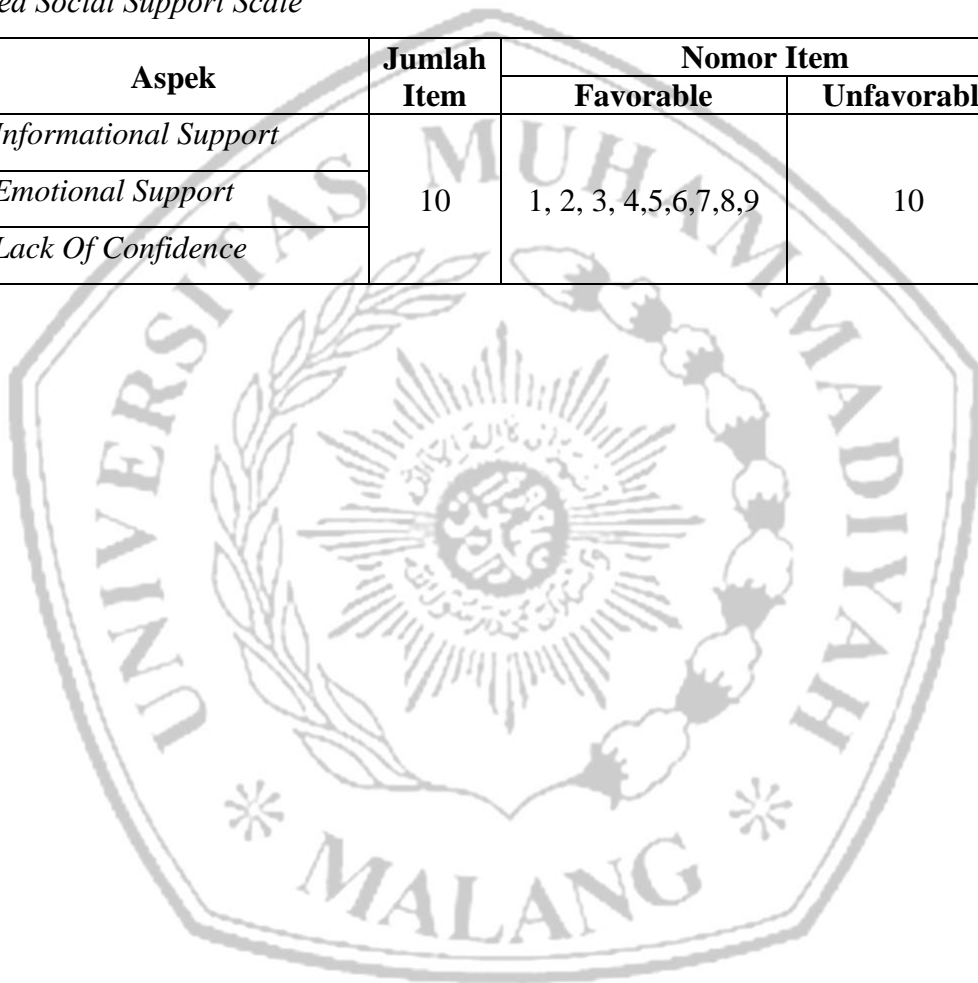 ed Social Support Scale
Aspek
Jumlah Item
Nomor Item
Favorable
Unfavorabl
Informational Support
Emotional Support
Lack Of Confidence
10
1, 2, 3, 4,5,6,7,8,9
10
UNIVERSITAS MUHAMMADIYAH
* MALANG *